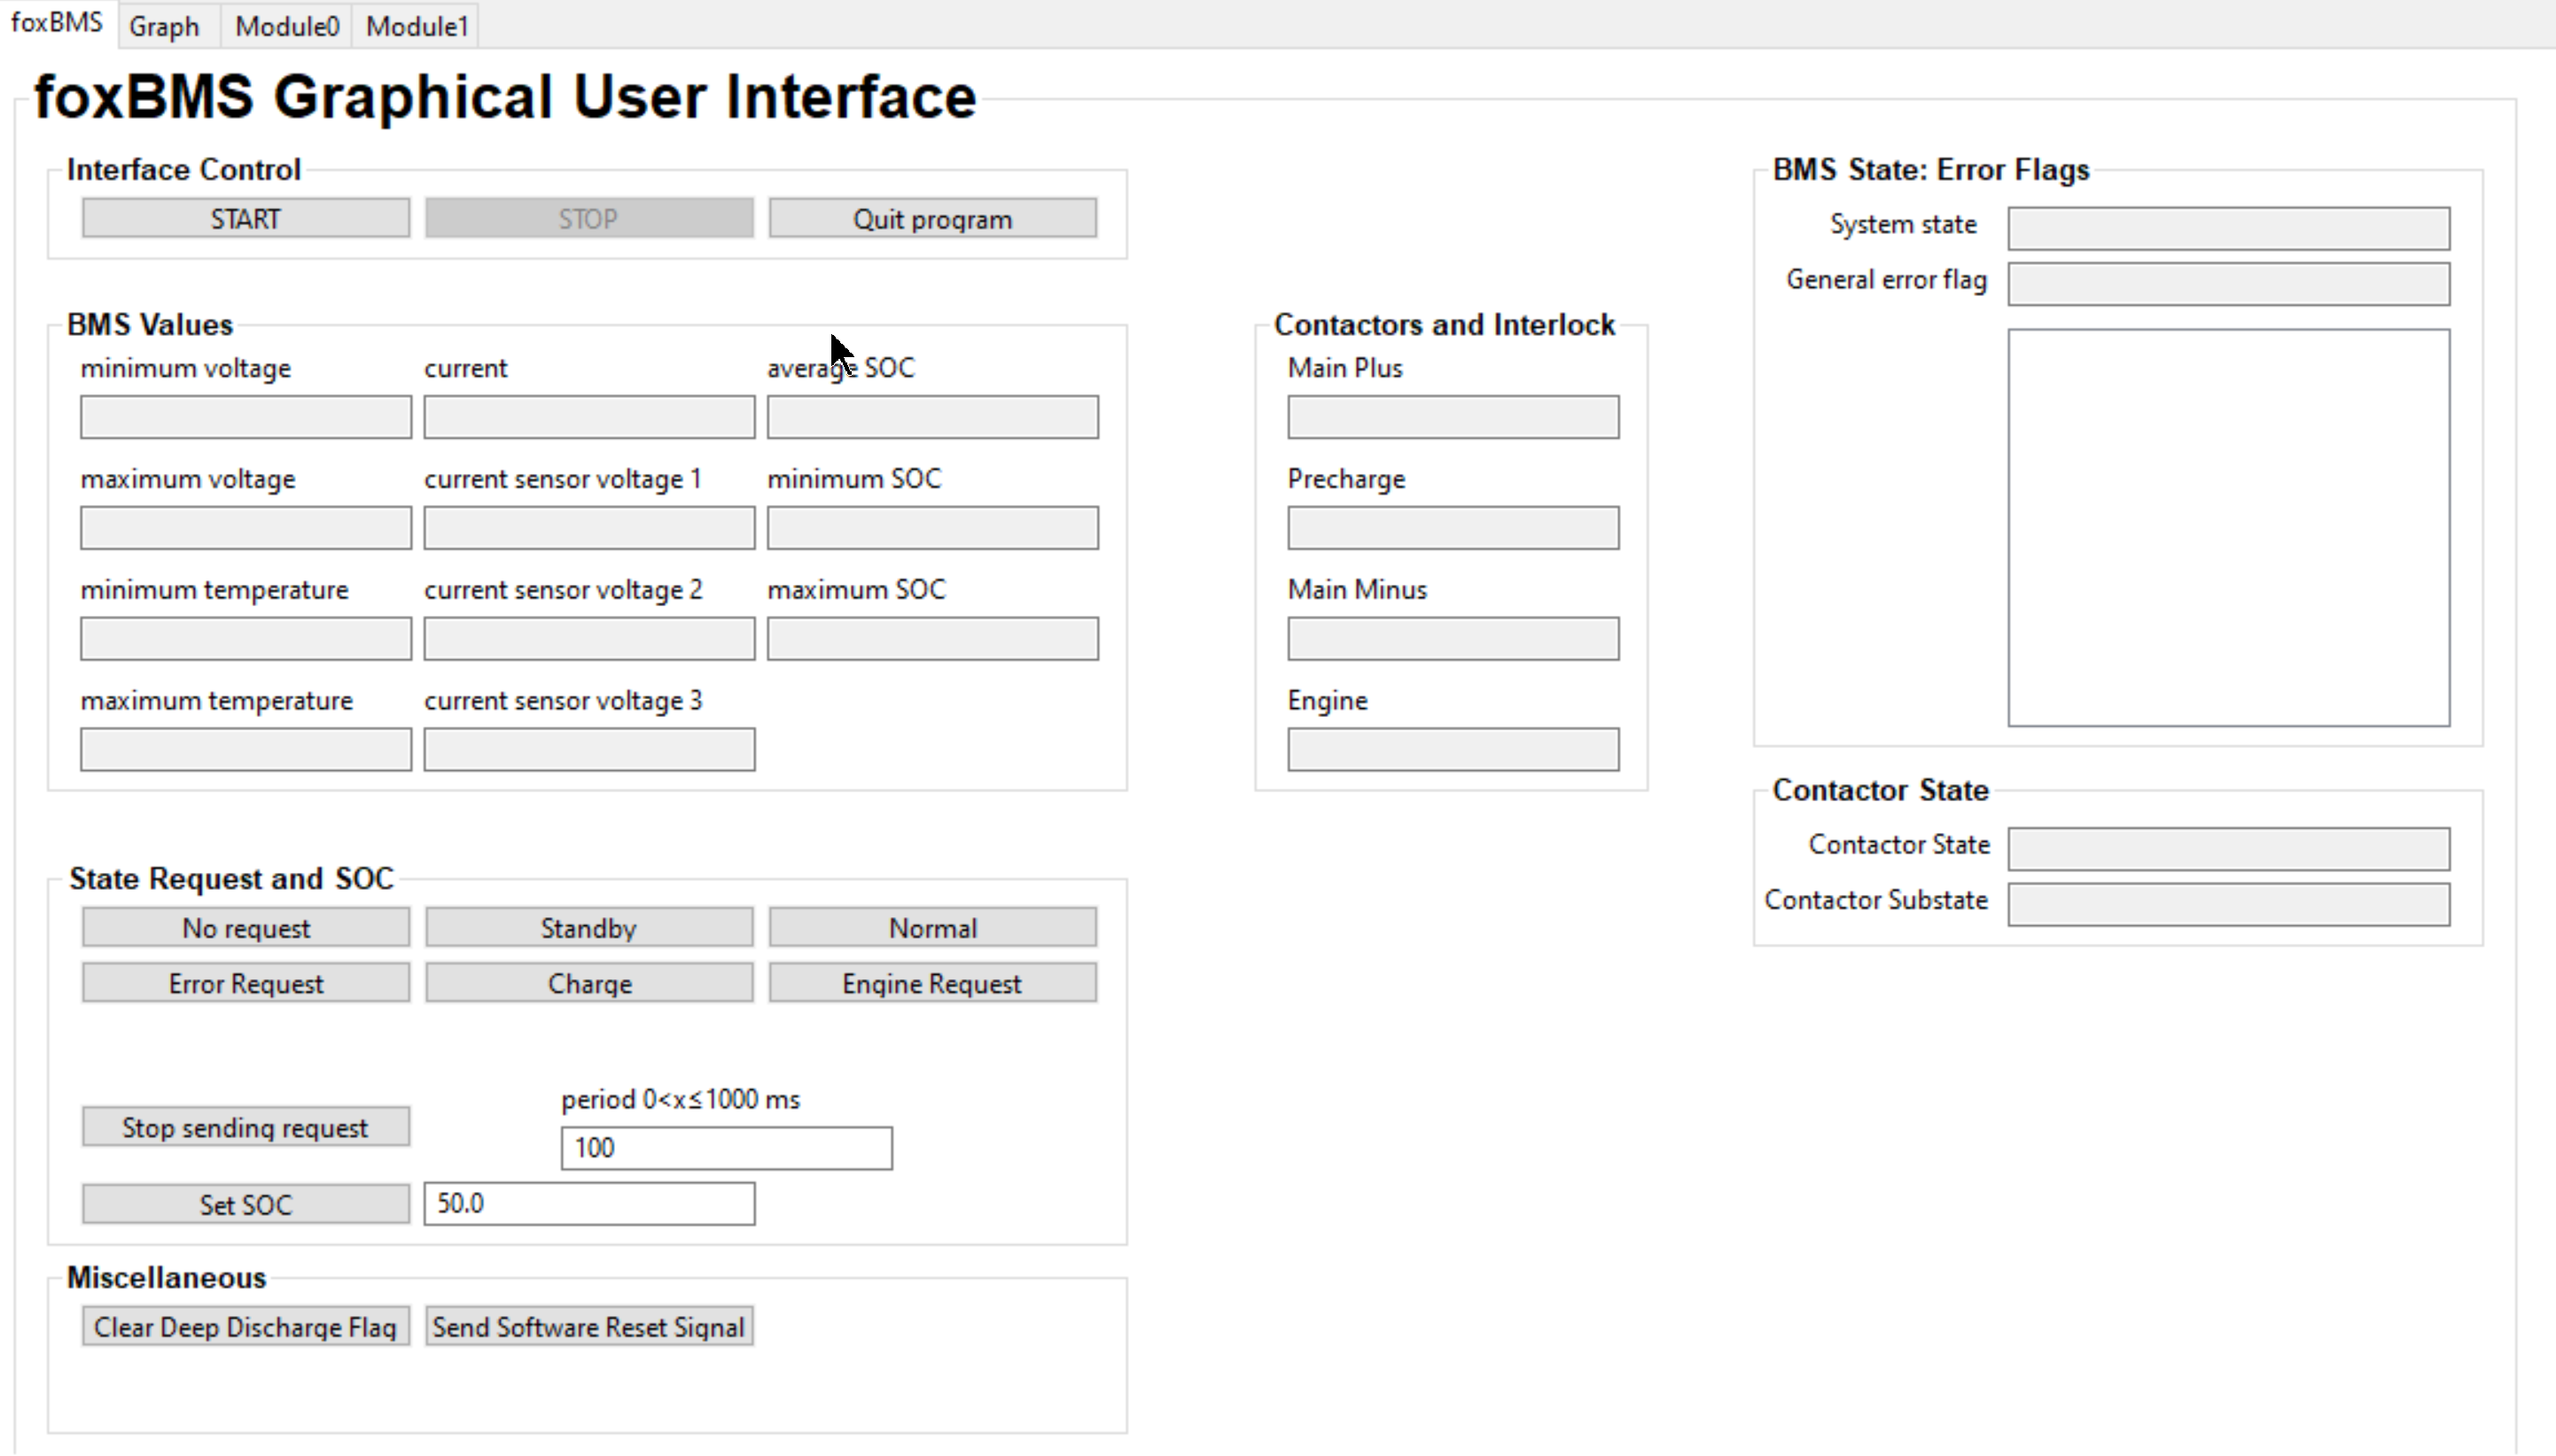 foxBMS Graph Module0 Module1
foxBMS Graphical User Interface
Interface Control
START STOP Quit program
BMS Values
minimum voltage current average SOC
maximum voltage current sensor voltage 1 minimum SOC
minimum temperature current sensor voltage 2 maximum SOC
maximum temperature current sensor voltage 3
Contactors and Interlock
Main Plus
Precharge
Main Minus
Engine
BMS State: Error Flags
System state
General error flag
Contactor State
Contactor State
Contactor Substate
State Request and SOC
No request Standby Normal
Error Request Charge Engine Request
period 0<x≤1000 ms
Stop sending request 100
Set SOC 50.0
Miscellaneous
Clear Deep Discharge Flag Send Software Reset Signal